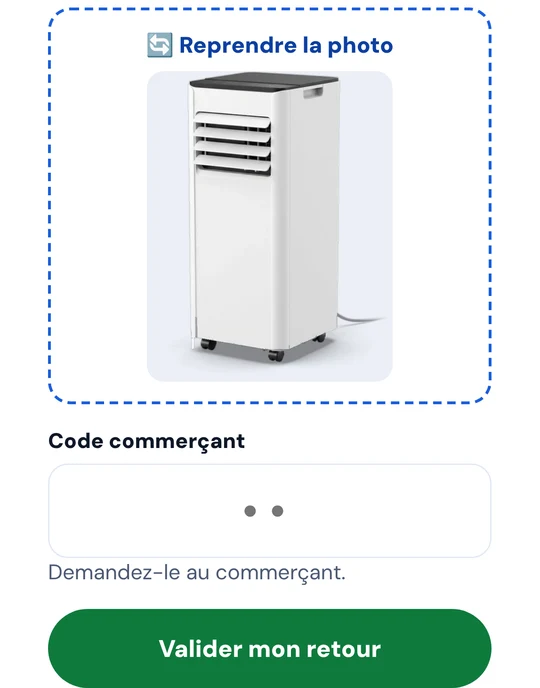 🔄 Reprendre la photo
Code commerçant
••
Demandez-le au commerçant.
Valider mon retour